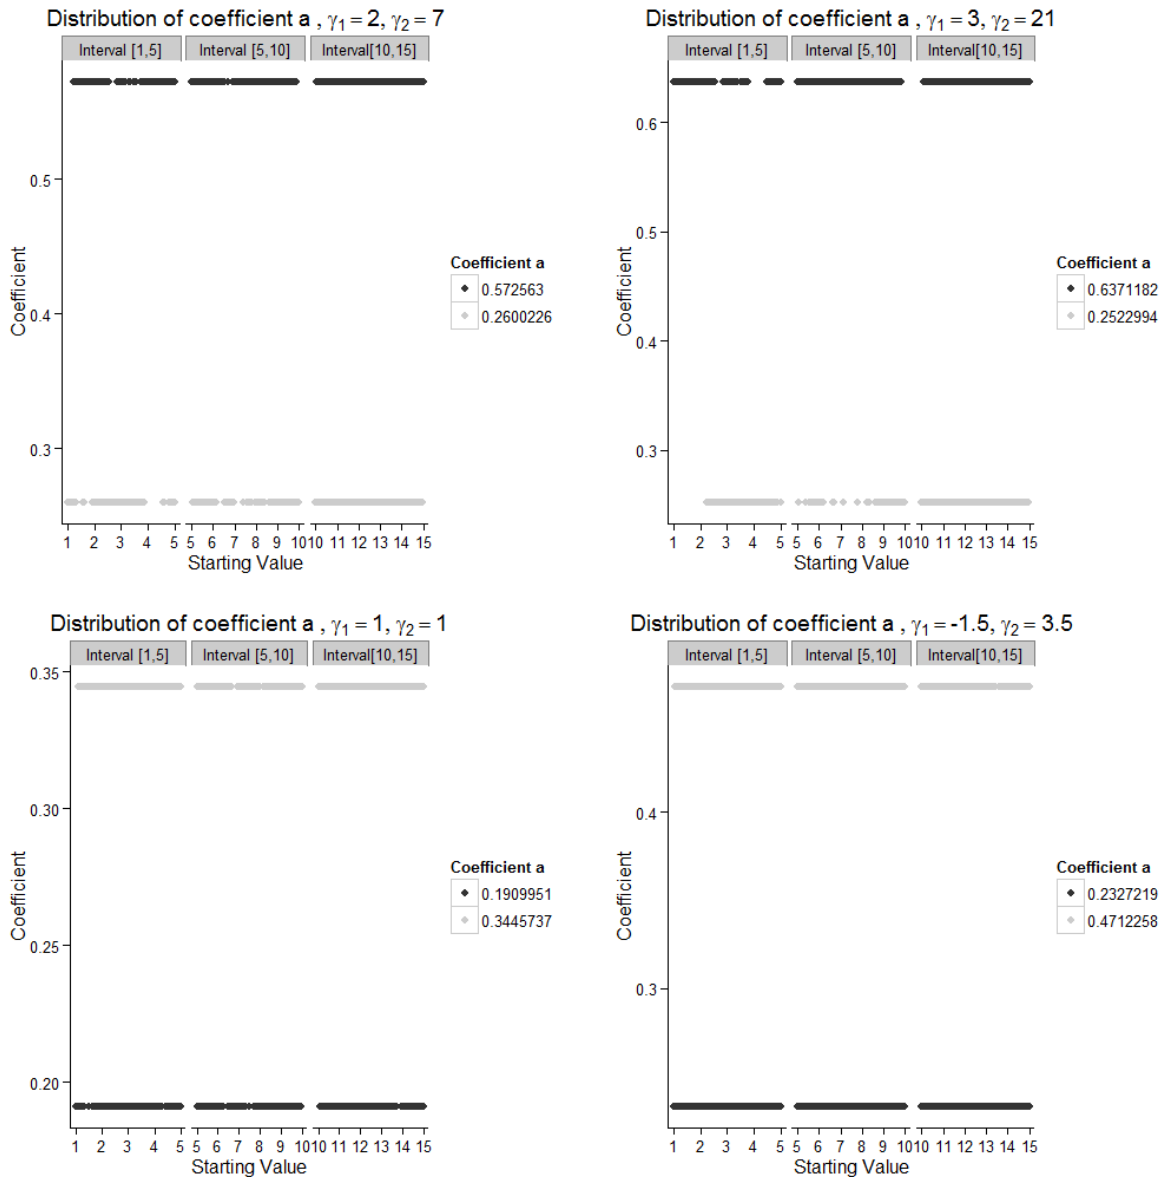 Distribution of coefficient a , γ1 = 2, γ2 = 7
Interval [1,5] Interval [5,10] Interval[10,15]
0.5
0.4
0.3
Coefficient
1 2 3 4 5 5 6 7 8 9 10 10 11 12 13 14 15
Starting Value
Coefficient a
0.572563
0.2600226
Distribution of coefficient a , γ1 = 3, γ2 = 21
Interval [1,5] Interval [5,10] Interval[10,15]
0.6
0.5
0.4
0.3
Coefficient
1 2 3 4 5 5 6 7 8 9 10 10 11 12 13 14 15
Starting Value
Coefficient a
0.6371182
0.2522994
Distribution of coefficient a , γ1 = 1, γ2 = 1
Interval [1,5] Interval [5,10] Interval[10,15]
0.35
0.30
0.25
0.20
Coefficient
1 2 3 4 5 5 6 7 8 9 10 10 11 12 13 14 15
Starting Value
Coefficient a
0.1909951
0.3445737
Distribution of coefficient a , γ1 = -1.5, γ2 = 3.5
Interval [1,5] Interval [5,10] Interval[10,15]
0.4
0.3
Coefficient
1 2 3 4 5 5 6 7 8 9 10 10 11 12 13 14 15
Starting Value
Coefficient a
0.2327219
0.4712258